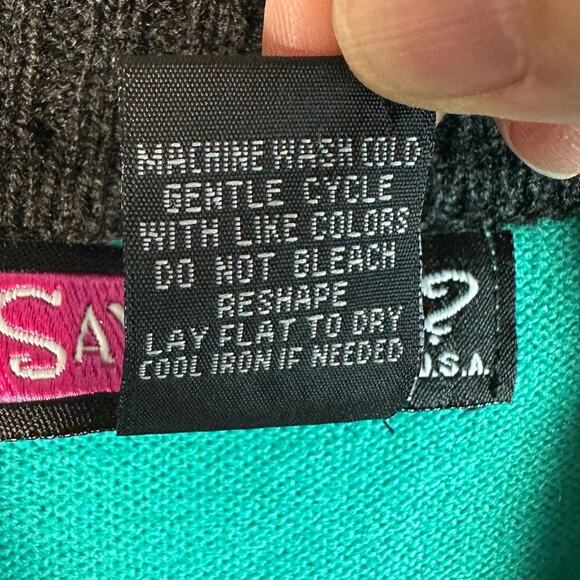 MACHINE WASH COLD
GENTLE CYCLE
WITH LIKE COLORS
DO NOT BLEACH
RESHAPE
LAY FLAT TO DRY
COOL IRON IF NEEDED
?
U.S.A.